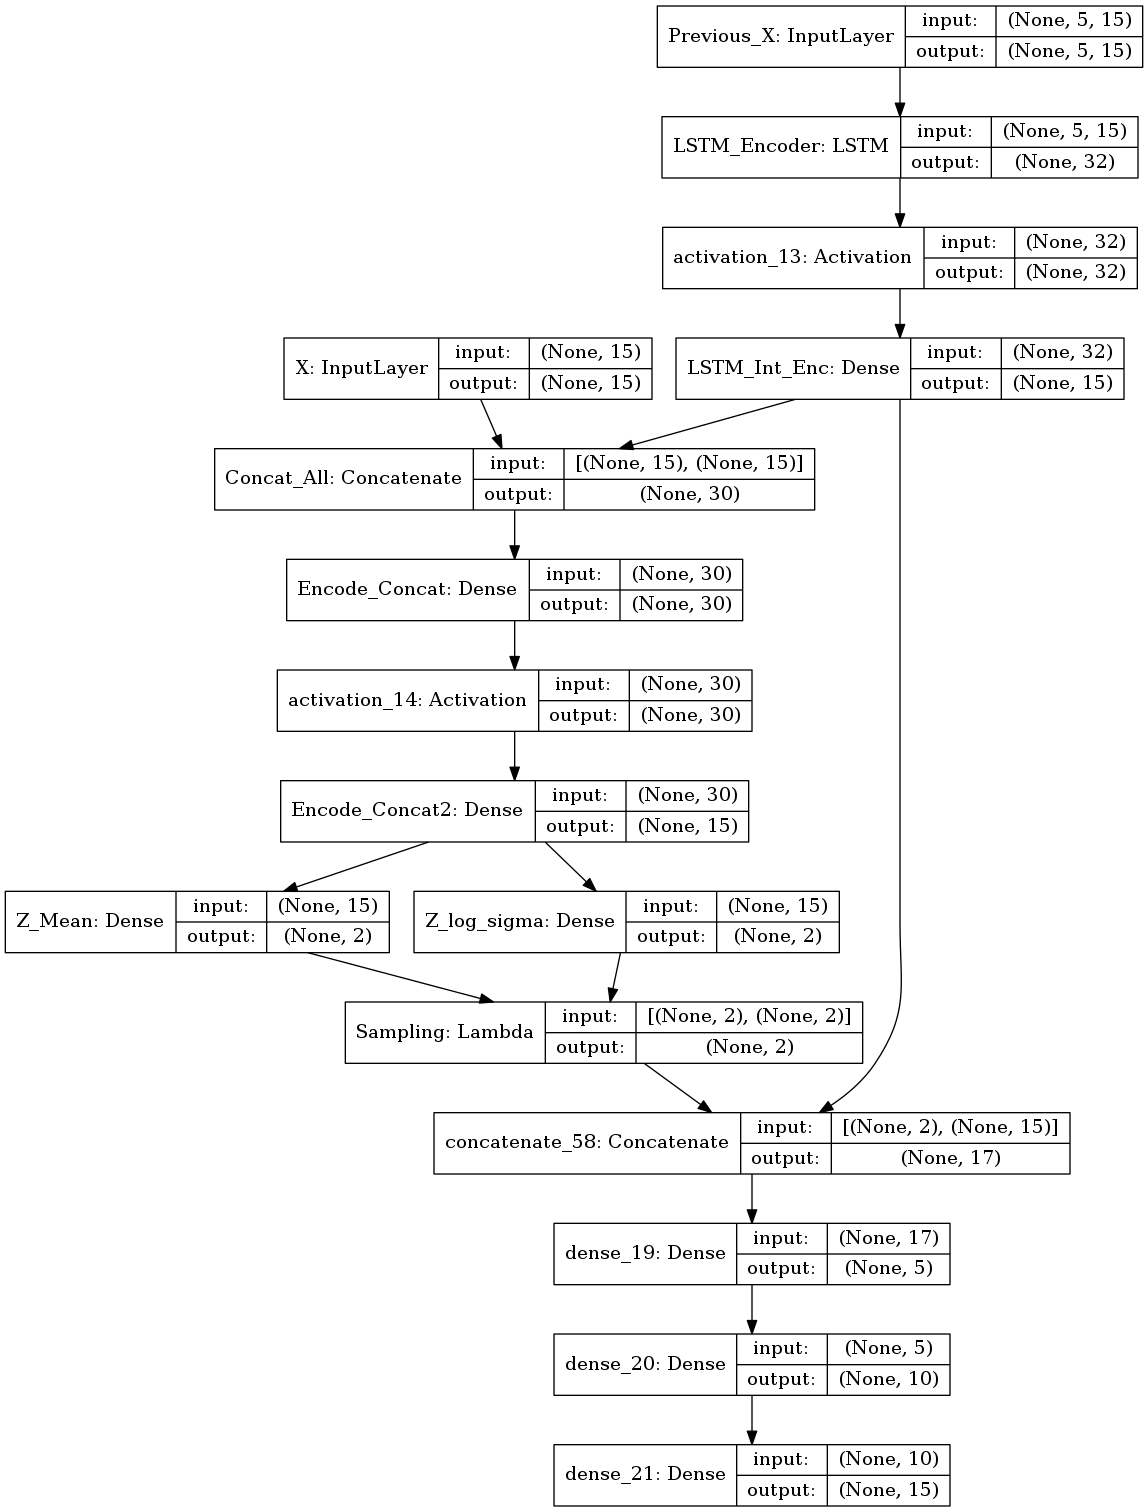 Previous_X: InputLayer
input: (None, 5, 15)
output: (None, 5, 15)
LSTM_Encoder: LSTM
input: (None, 5, 15)
output: (None, 32)
activation_13: Activation
input: (None, 32)
output: (None, 32)
X: InputLayer
input: (None, 15)
output: (None, 15)
LSTM_Int_Enc: Dense
input: (None, 32)
output: (None, 15)
Concat_All: Concatenate
input: [(None, 15), (None, 15)]
output: (None, 30)
Encode_Concat: Dense
input: (None, 30)
output: (None, 30)
activation_14: Activation
input: (None, 30)
output: (None, 30)
Encode_Concat2: Dense
input: (None, 30)
output: (None, 15)
Z_Mean: Dense
input: (None, 15)
output: (None, 2)
Z_log_sigma: Dense
input: (None, 15)
output: (None, 2)
Sampling: Lambda
input: [(None, 2), (None, 2)]
output: (None, 2)
concatenate_58: Concatenate
input: [(None, 2), (None, 15)]
output: (None, 17)
dense_19: Dense
input: (None, 17)
output: (None, 5)
dense_20: Dense
input: (None, 5)
output: (None, 10)
dense_21: Dense
input: (None, 10)
output: (None, 15)